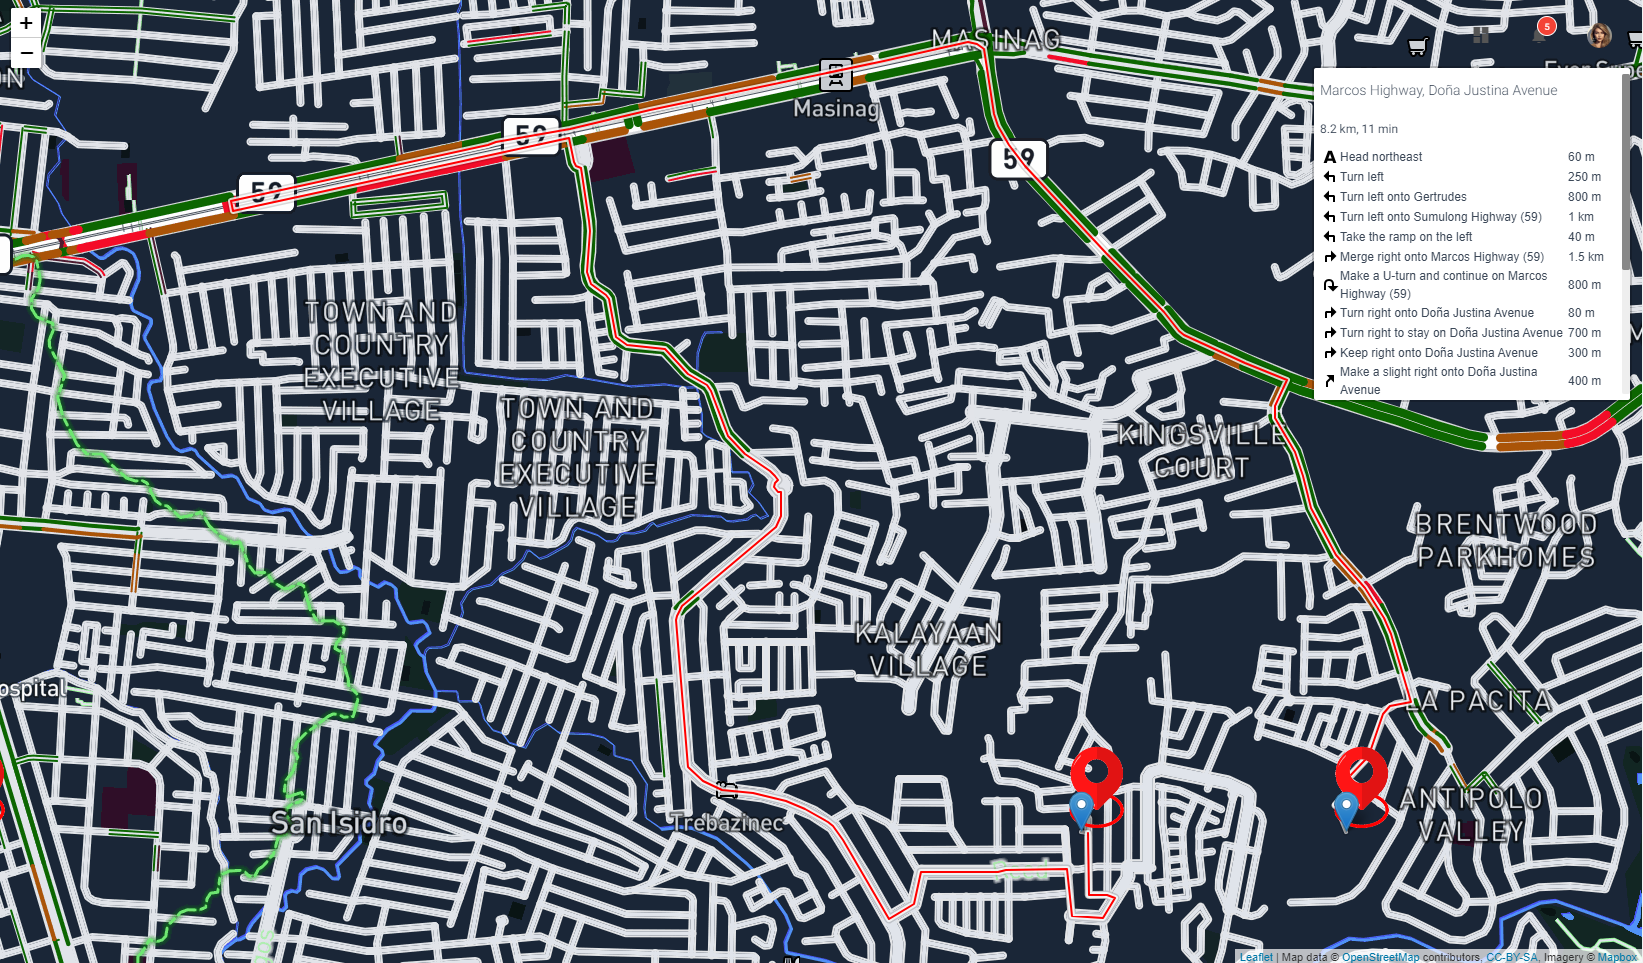 +
−
MASINAG
5
Masinag
59
59
59
TOWN AND
COUNTRY
EXECUTIVE
VILLAGE
TOWN AND
COUNTRY
EXECUTIVE
VILLAGE
KINGSVILLE
COURT
BRENTWOOD
PARKHOMES
KALAYAAN
VILLAGE
LA PACITA
ospital
ANTIPOLO
VALLEY
San Isidro
Trebazinec
Marcos Highway, Doña Justina Avenue
8.2 km, 11 min
Head northeast 60 m
Turn left 250 m
Turn left onto Gertrudes 800 m
Turn left onto Sumulong Highway (59) 1 km
Take the ramp on the left 40 m
Merge right onto Marcos Highway (59) 1.5 km
Make a U-turn and continue on Marcos
Highway (59) 800 m
Turn right onto Doña Justina Avenue 80 m
Turn right to stay on Doña Justina Avenue 700 m
Keep right onto Doña Justina Avenue 300 m
Make a slight right onto Doña Justina
Avenue 400 m
Leaflet | Map data © OpenStreetMap contributors, CC-BY-SA, Imagery © Mapbox